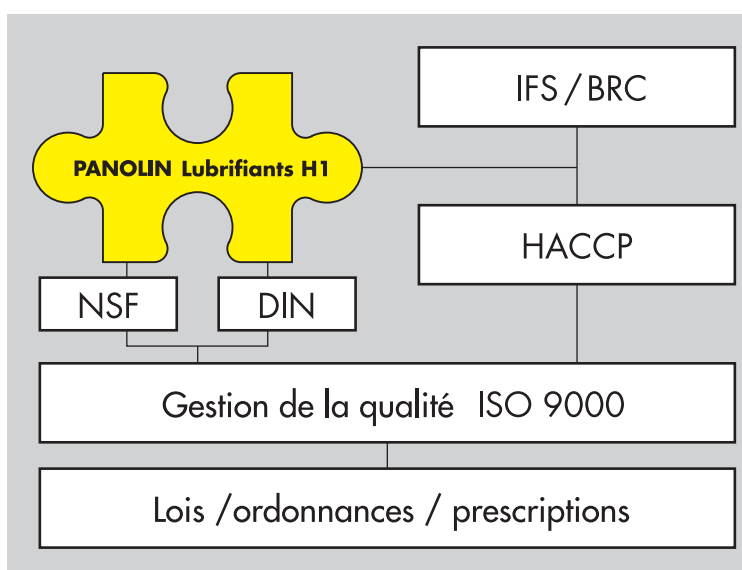 IFS / BRC
PANOLIN Lubrifiants H1
HACCP
NSF
DIN
Gestion de la qualité ISO 9000
Lois /ordonnances / prescriptions